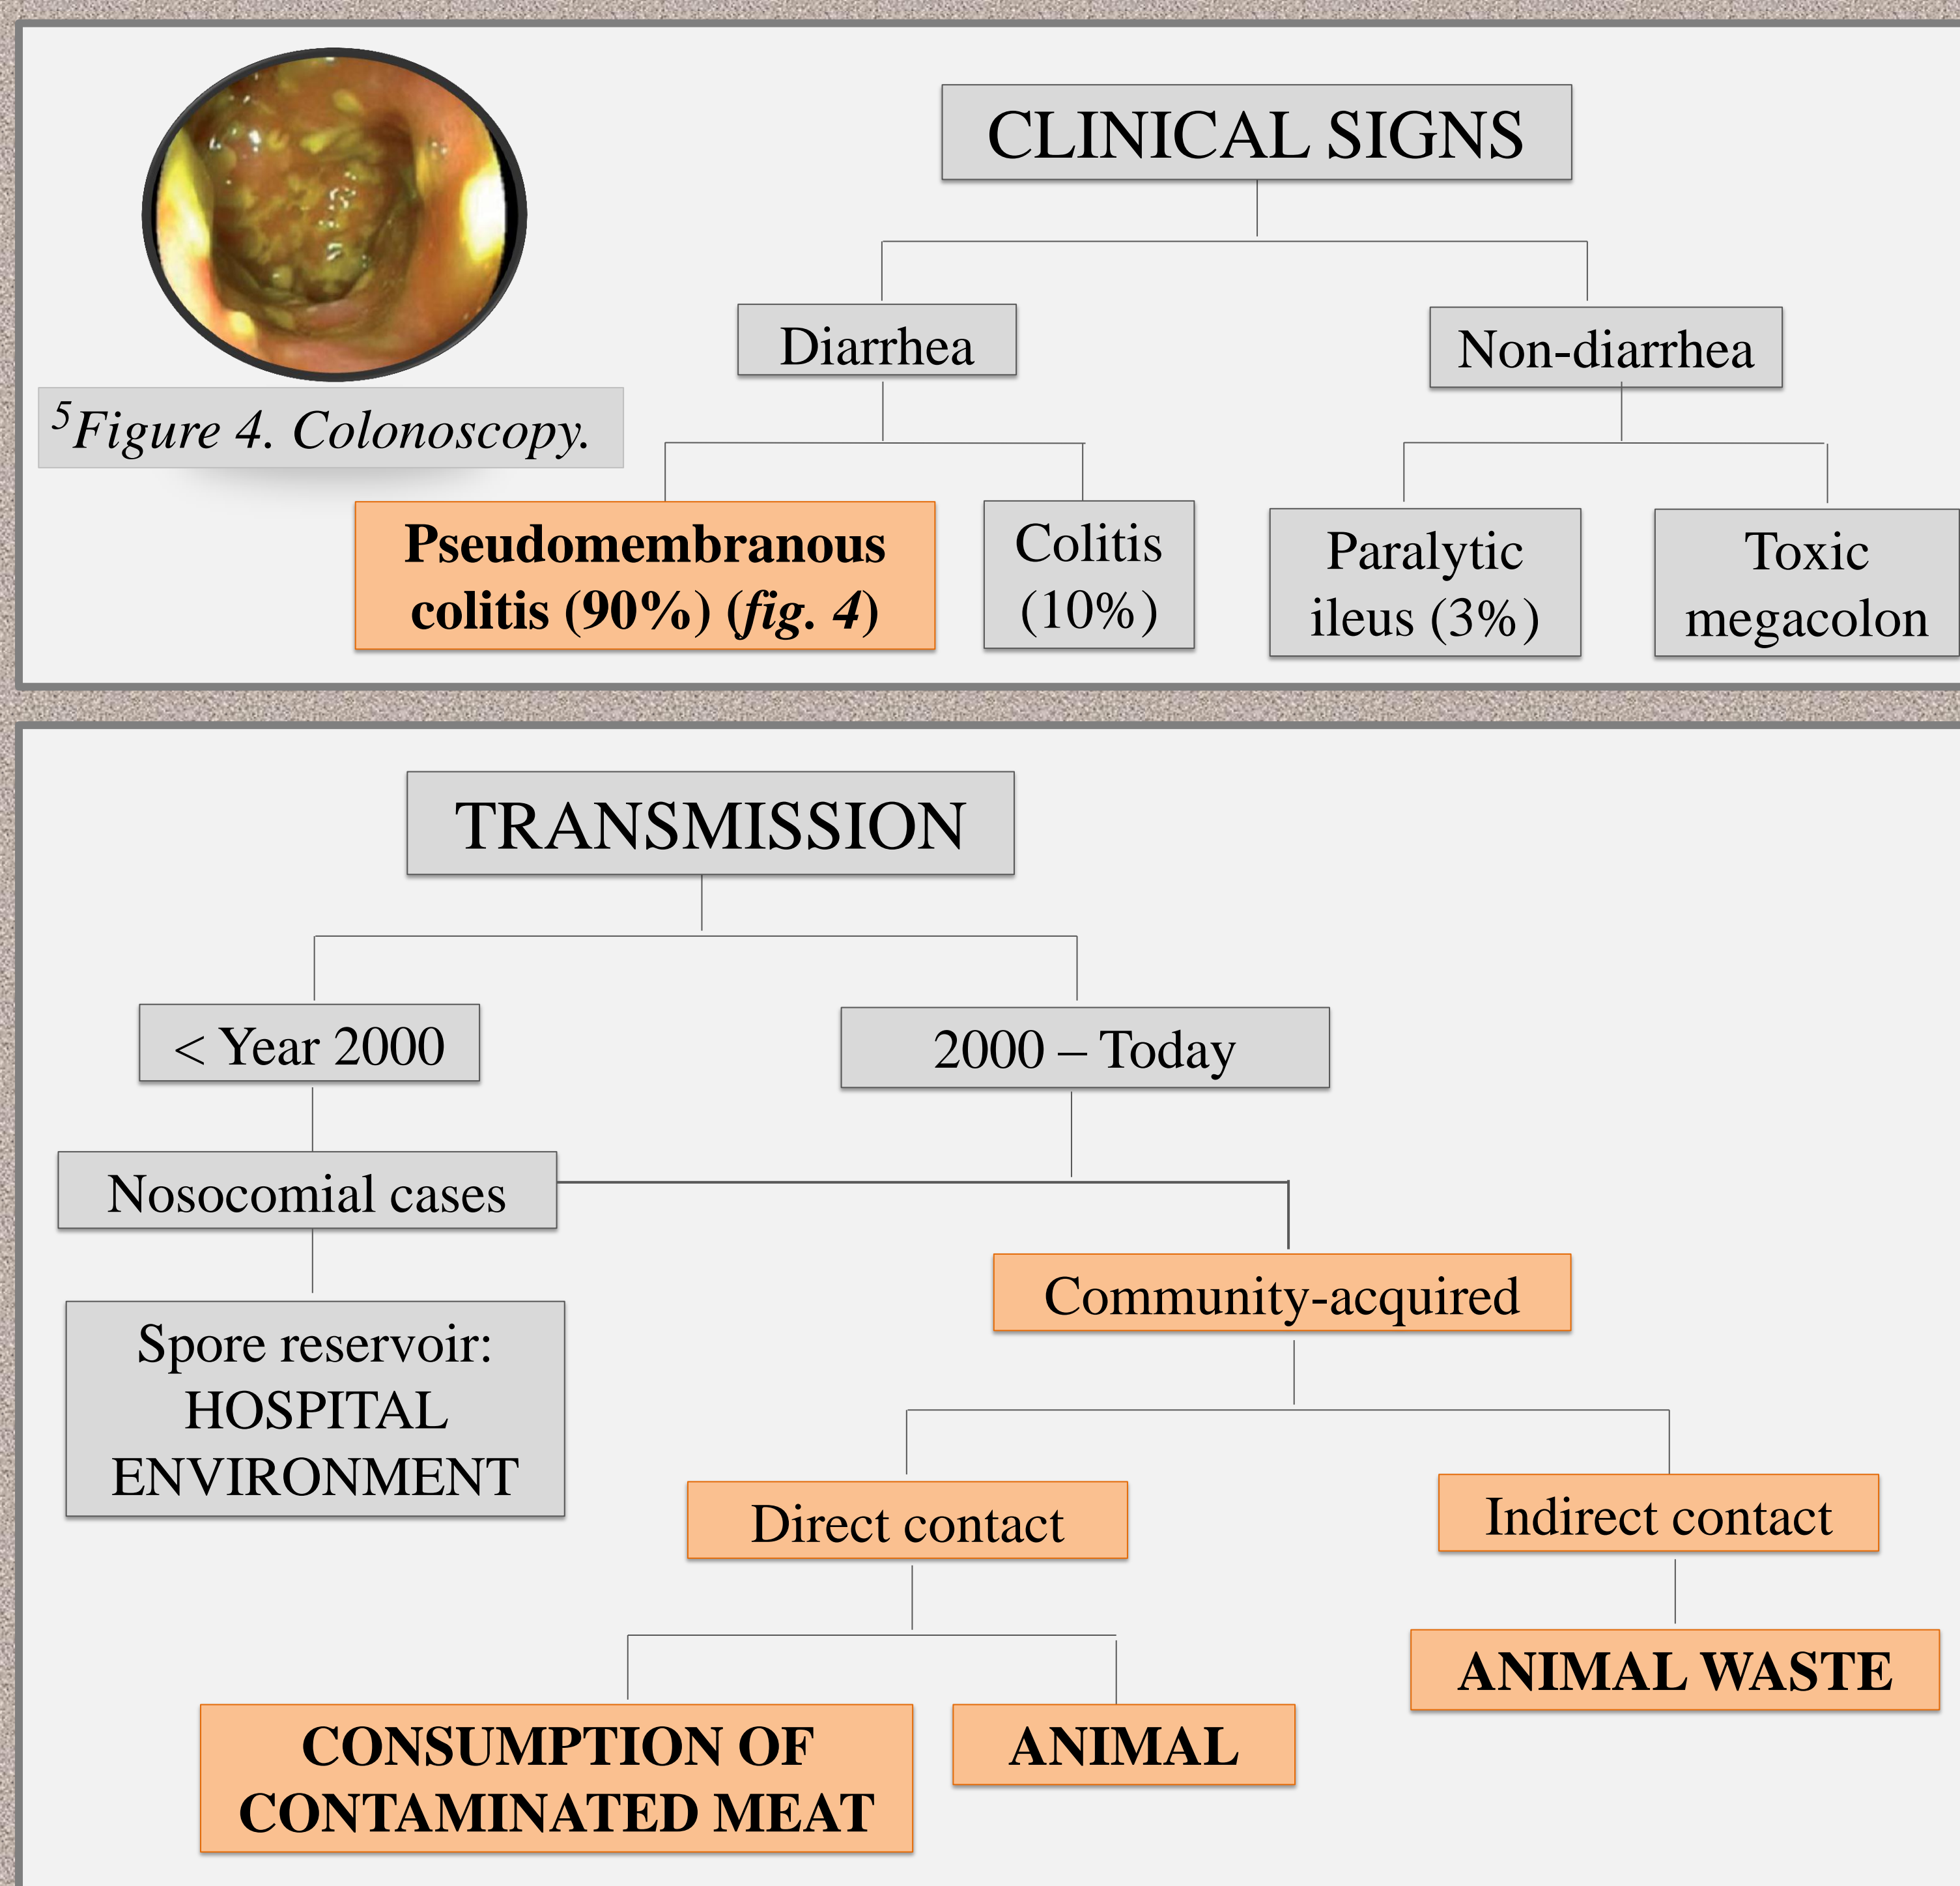 CLINICAL SIGNS
Diarrhea
Non-diarrhea
⁵Figure 4. Colonoscopy.
Pseudomembranous
colitis (90%) (fig. 4)
Colitis
(10%)
Paralytic
ileus (3%)
Toxic
megacolon
TRANSMISSION
< Year 2000
2000 – Today
Nosocomial cases
Community-acquired
Spore reservoir:
HOSPITAL
ENVIRONMENT
Direct contact
Indirect contact
ANIMAL WASTE
CONSUMPTION OF
CONTAMINATED MEAT
ANIMAL